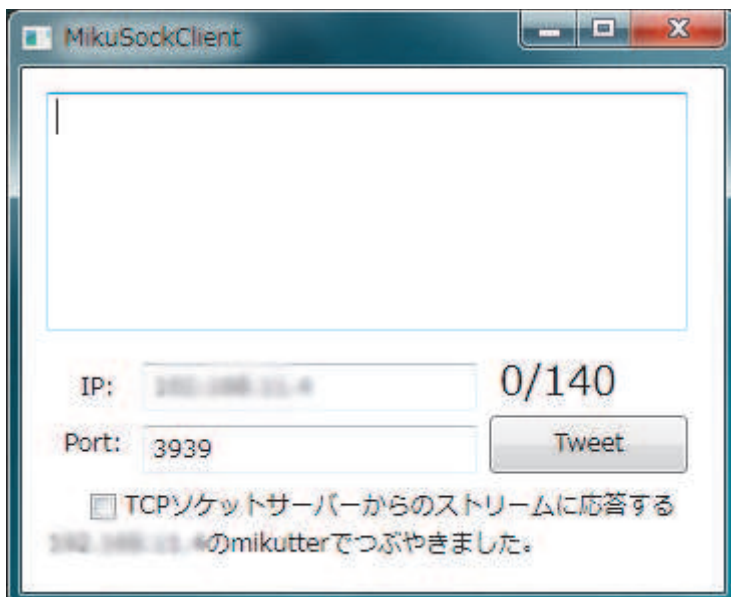 MikuSockClient
IP:
0/140
Port:
3939
Tweet
TCPソケットサーバーからのストリームに応答する
のmikutterでつぶやきました。